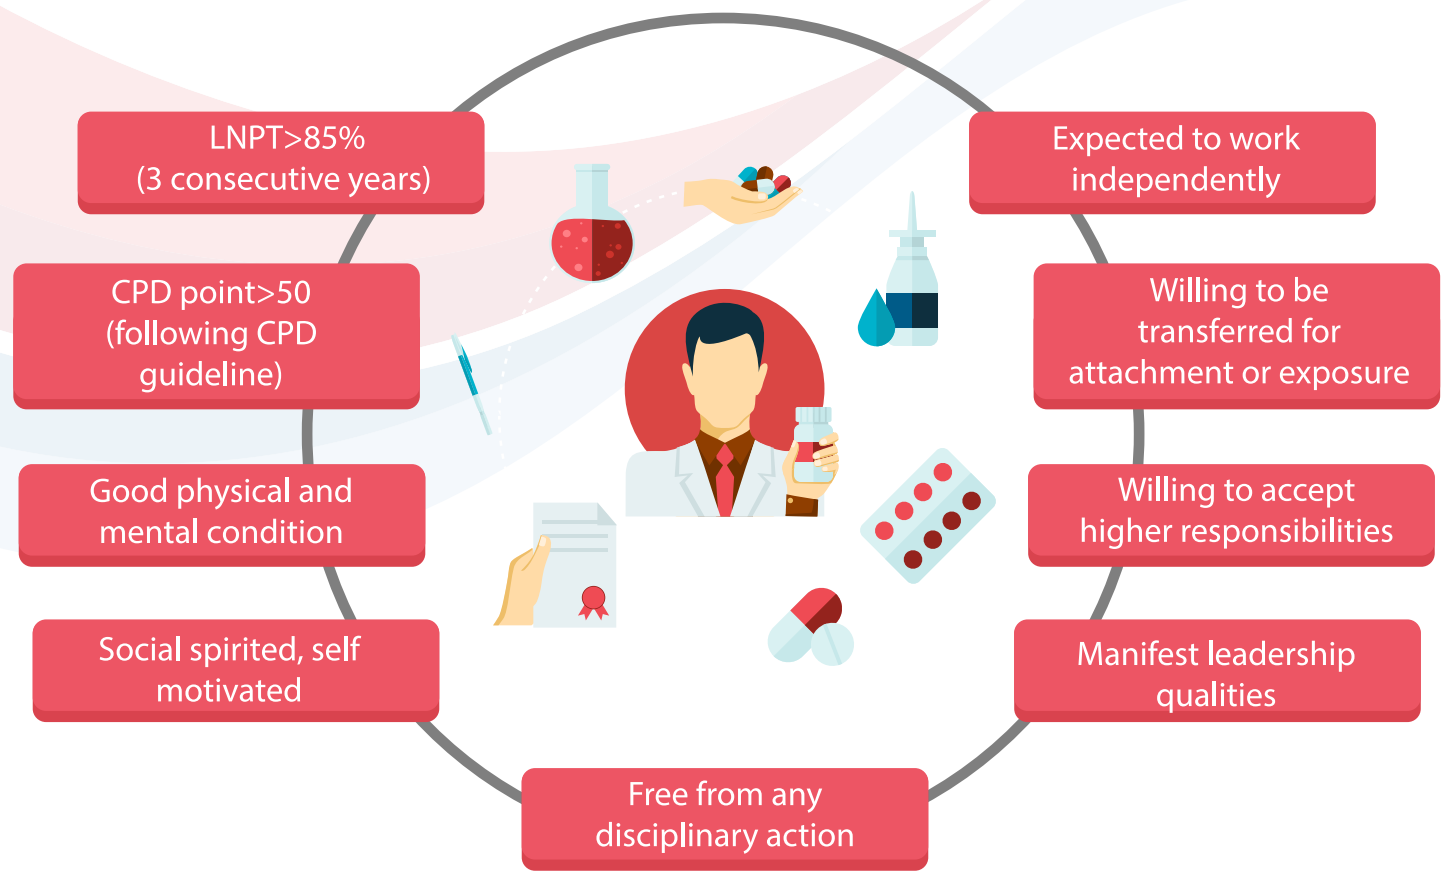 LNPT>85%
(3 consecutive years)
CPD point>50
(following CPD
guideline)
Good physical and
mental condition
Social spirited, self
motivated
Free from any
disciplinary action
Expected to work
independently
Willing to be
transferred for
attachment or exposure
Willing to accept
higher responsibilities
Manifest leadership
qualities